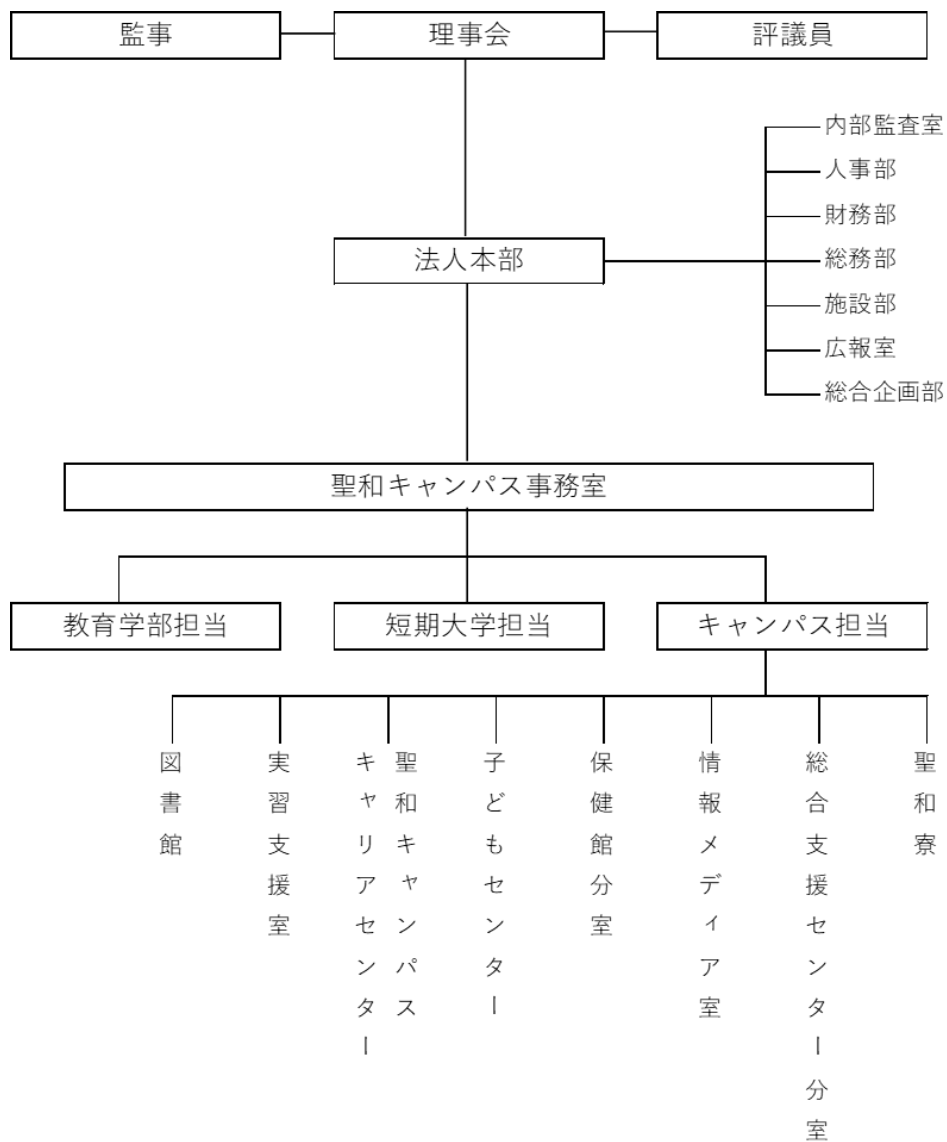 監事
理事会
評議員
内部監査室
人事部
財務部
総務部
施設部
広報室
総合企画部
法人本部
聖和キャンパス事務室
教育学部担当
短期大学担当
キャンパス担当
図書館
実習支援室
聖和キャンパス
キャリアセンター
子どもセンター
保健館分室
情報メディア室
総合支援センター分室
聖和寮